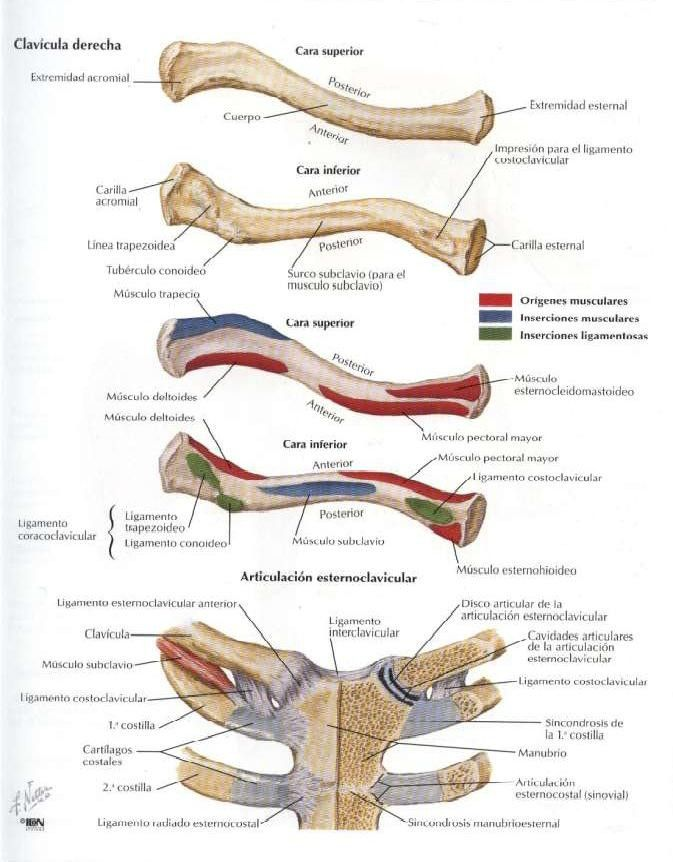 Clavícula derecha
Cara superior
Extremidad acromial
Posterior
Cuerpo
Anterior
Extremidad esternal
Impresión para el ligamento
costoclavicular
Cara inferior
Anterior
Carilla
acromial
Línea trapezoidea
Posterior
Carilla esternal
Tubérculo conoideo
Surco subclavio (para el
musculo subclavio)
Músculo trapecio
Orígenes musculares
Inserciones musculares
Inserciones ligamentosas
Cara superior
Posterior
Músculo
esternocleidomastoideo
Músculo deltoides
Anterior
Músculo deltoides
Músculo pectoral mayor
Cara inferior
Músculo pectoral mayor
Anterior
Ligamento costoclavicular
Ligamento
coracoclavicular
Ligamento
trapezoideo
Ligamento conoideo
Posterior
Músculo subclavio
Músculo esternohioideo
Articulación esternoclavicular
Ligamento esternoclavicular anterior
Ligamento
interclavicular
Disco articular de la
articulación esternoclavicular
Clavícula
Cavidades articulares
de la articulación
esternoclavicular
Músculo subclavio
Ligamento costoclavicular
Ligamento costoclavicular
1.ª costilla
Sincondrosis de
la 1.ª costilla
Cartílagos
costales
Manubrio
2.ª costilla
Articulación
esternocostal (sinovial)
Ligamento radiado esternocostal
Sincondrosis manubrioesternal
F. Netter
©ICON